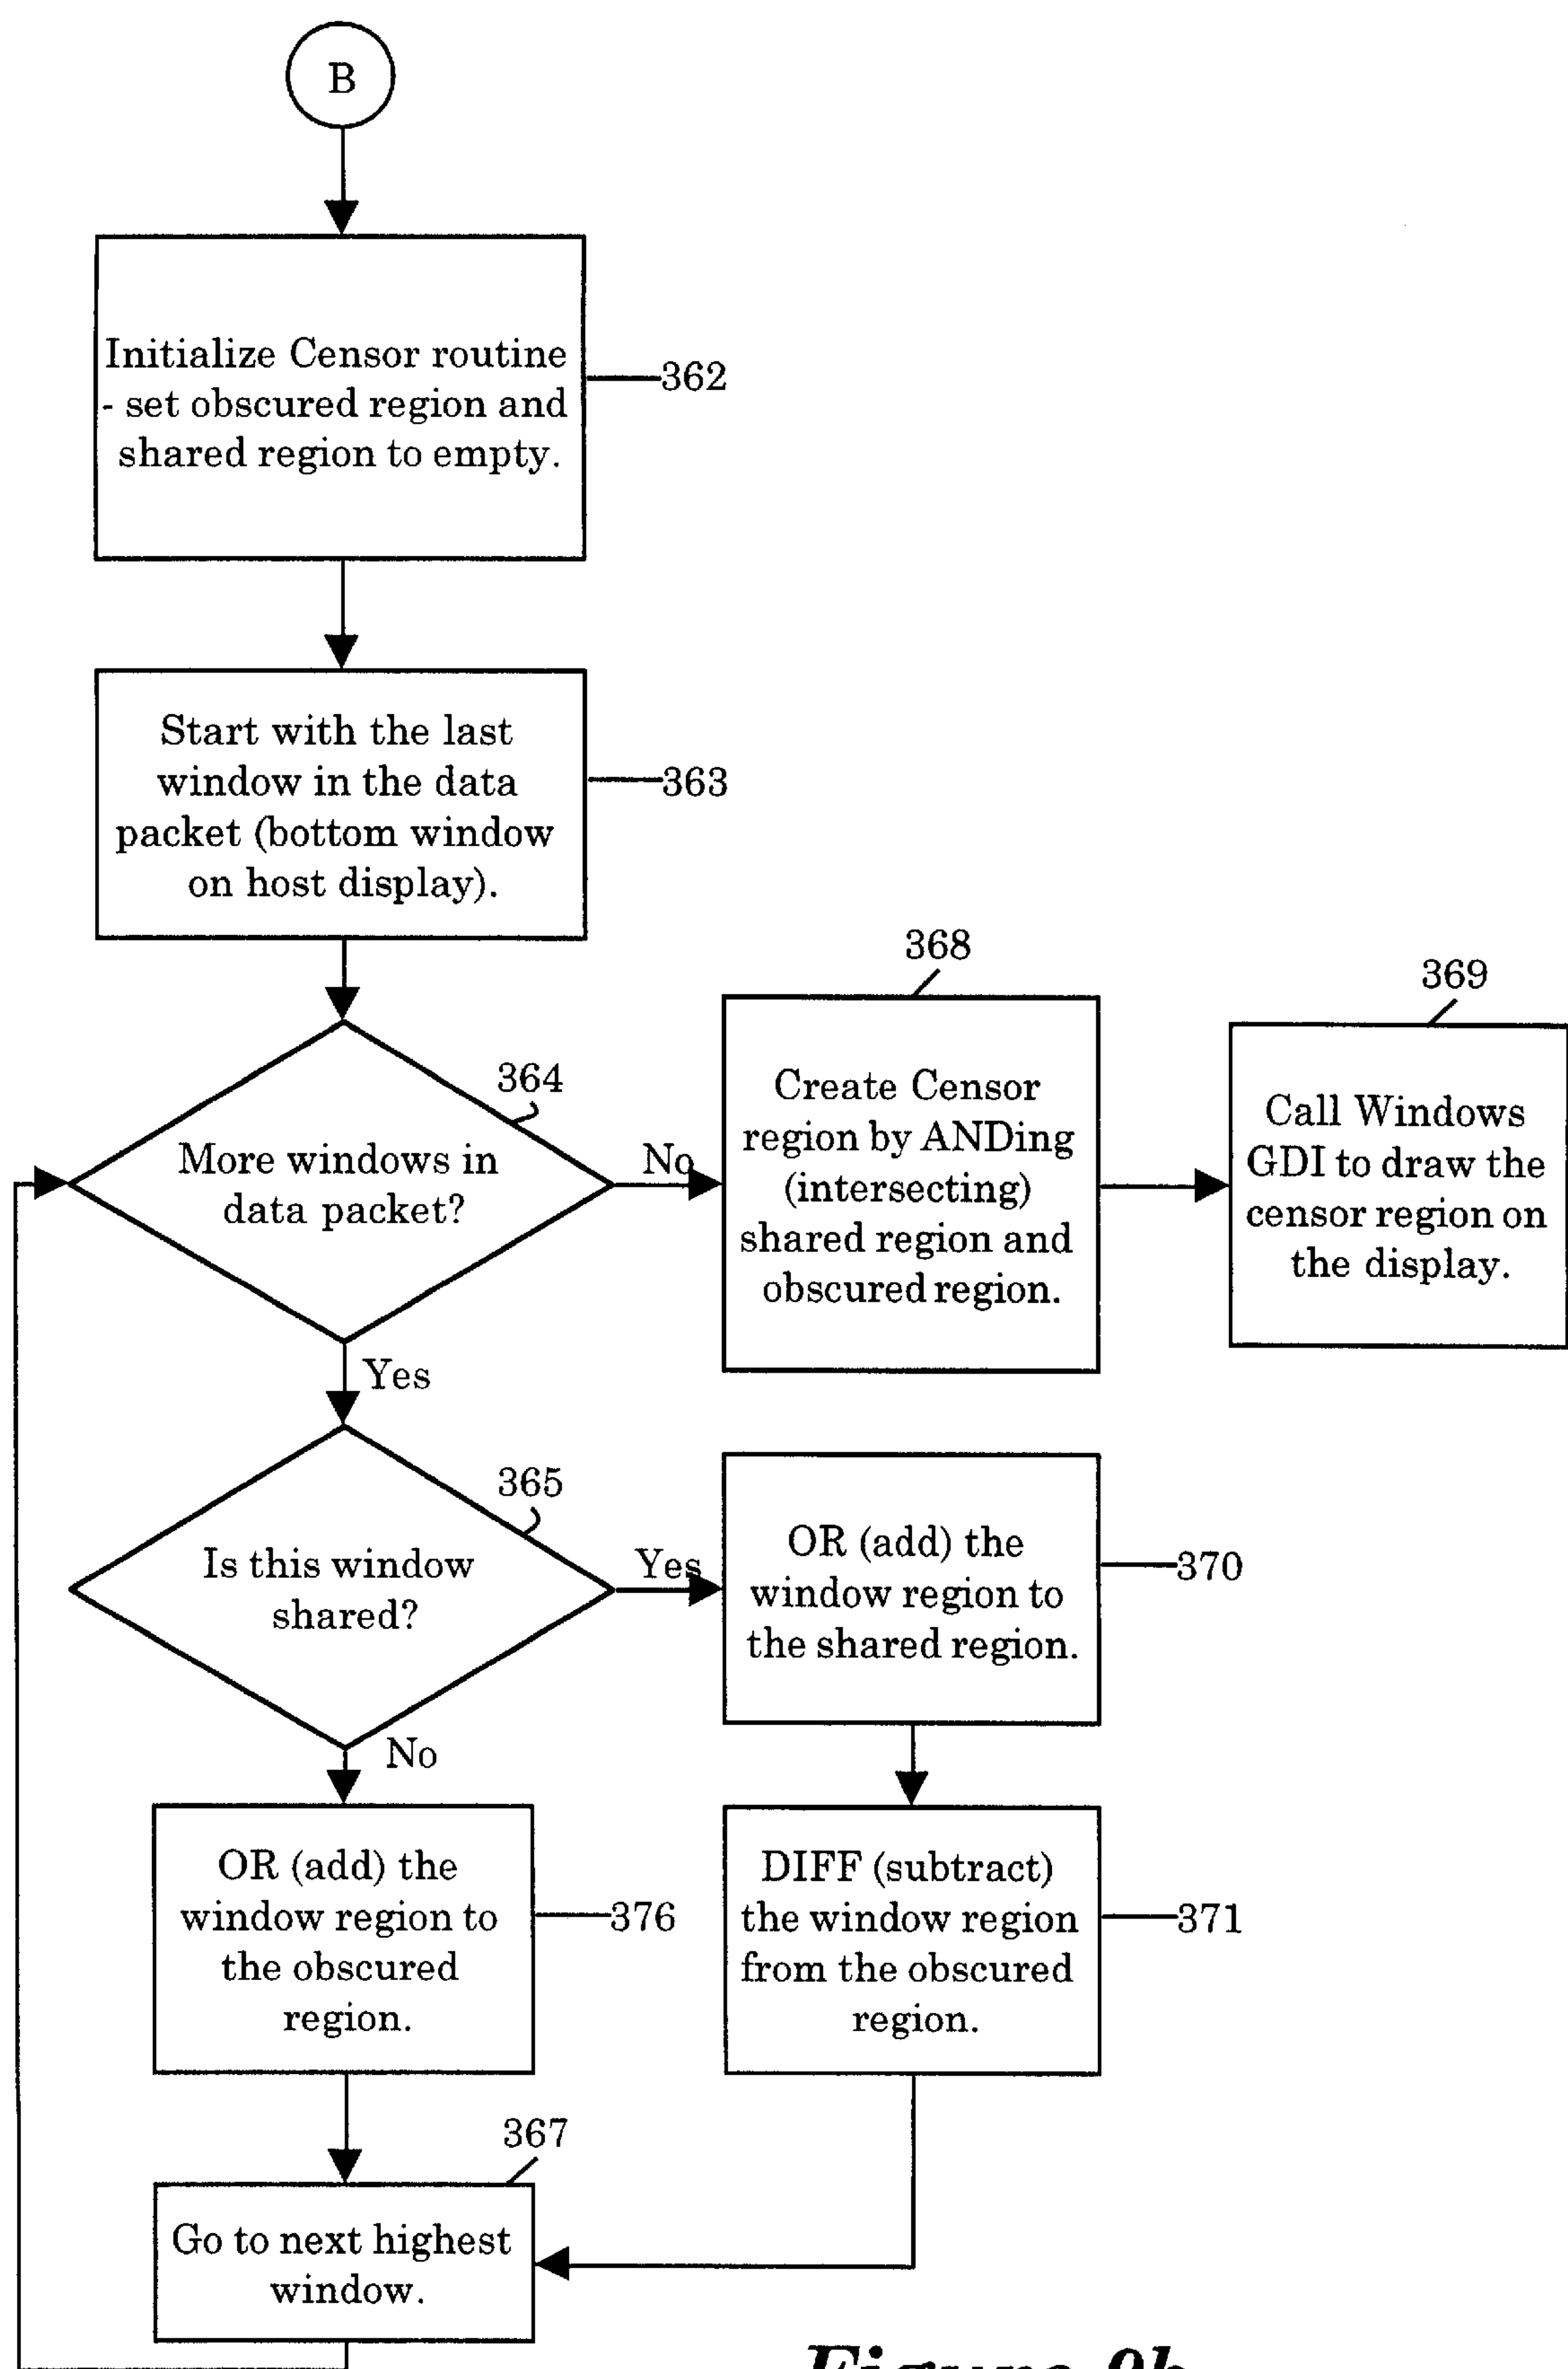 B
Initialize Censor routine
- set obscured region and
shared region to empty.
362
Start with the last
window in the data
packet (bottom window
on host display).
363
364
More windows in
data packet?
No
Yes
368
Create Censor
region by ANDing
(intersecting)
shared region and
obscured region.
369
Call Windows
GDI to draw the
censor region on
the display.
365
Is this window
shared?
Yes
No
OR (add) the
window region to
the shared region.
370
OR (add) the
window region to
the obscured
region.
376
DIFF (subtract)
the window region
from the obscured
region.
371
367
Go to next highest
window.
Figure 9b